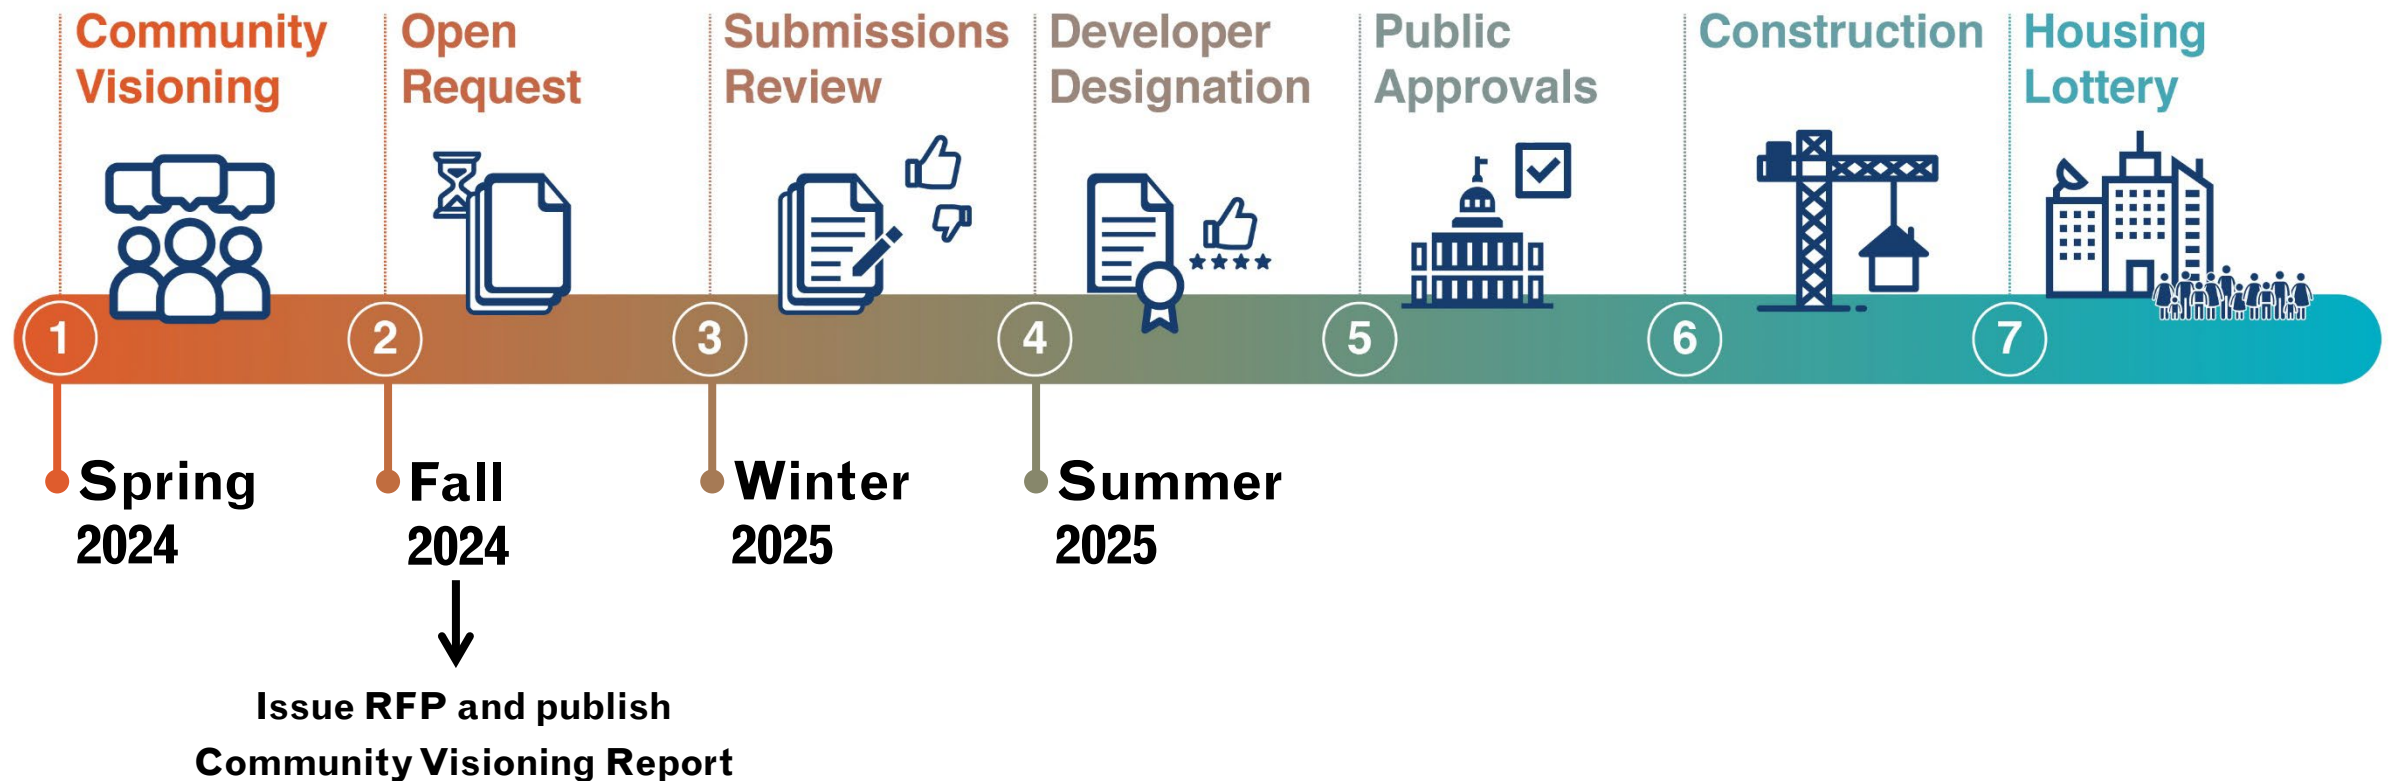 Community
Visioning
Open
Request
Submissions
Review
Developer
Designation
Public
Approvals
Construction
Housing
Lottery
1
2
3
4
5
6
7
Spring
2024
Fall
2024
Winter
2025
Summer
2025
Issue RFP and publish
Community Visioning Report